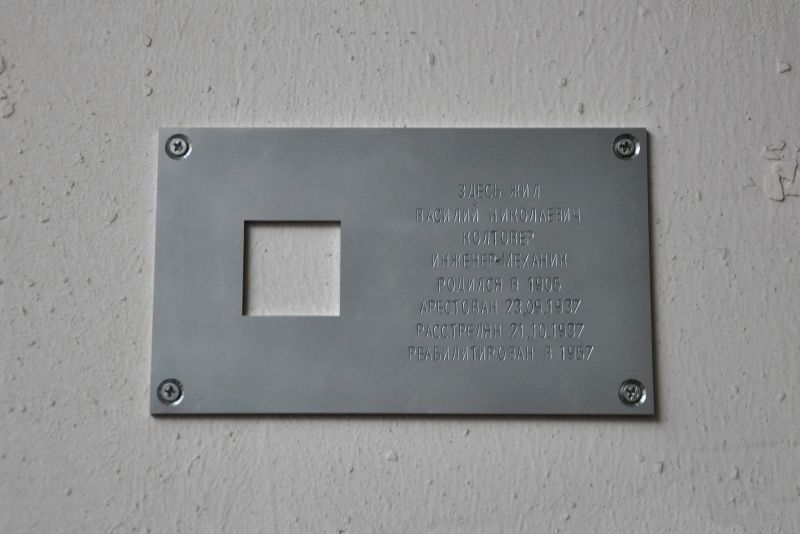 ЗДЕСЬ ЖИЛ
ВАСИЛИЙ НИКОЛАЕВИЧ
КОЛТОВЕР
ИНЖЕНЕР-МЕХАНИК
РОДИЛСЯ В 1905
АРЕСТОВАН 23.09.1937
РАССТРЕЛЯН 21.10.1937
РЕАБИЛИТИРОВАН В 1957